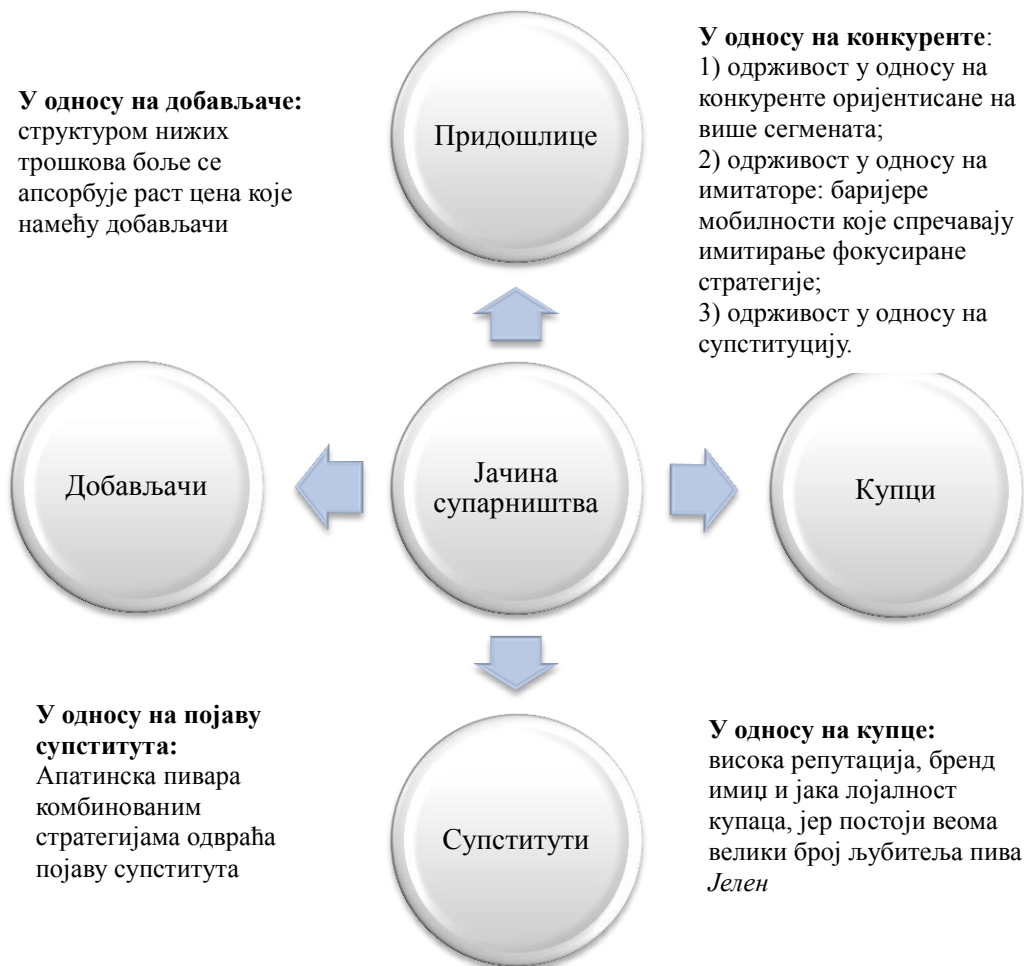 У односу на добављаче:
структуром нижих
трошкова боље се
апсорбује раст цена које
намећу добављачи
Придошлице
У односу на конкуренте:
1) одрживост у односу на
конкуренте оријентисане на
више сегмената;
2) одрживост у односу на
имитаторе: баријере
мобилности које спречавају
имитирање фокусиране
стратегије;
3) одрживост у односу на
супституцију.
Добављачи
Јачина
супарништва
Купци
У односу на појаву
супститута:
Апатинска пивара
комбинованим
стратегијама одвраћа
појаву супститута
Супститути
У односу на купце:
висока репутација, бренд
имиџ и јака лојалност
купаца, јер постоји веома
велики број љубитеља пива
Јелен